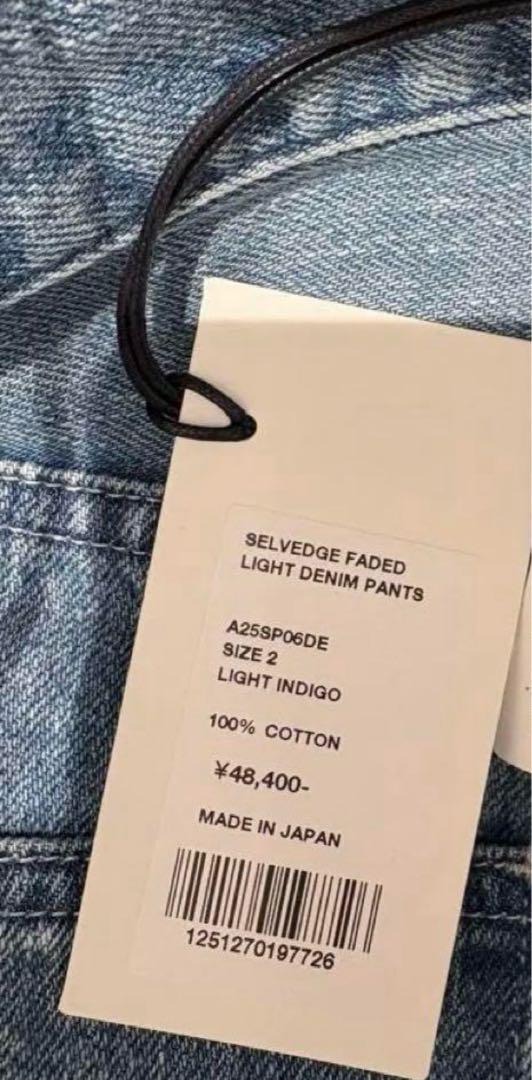 SELVEDGE FADED
LIGHT DENIM PANTS
A25SP06DE
SIZE 2
LIGHT INDIGO
100% COTTON
¥48,400-
MADE IN JAPAN
1251270197726